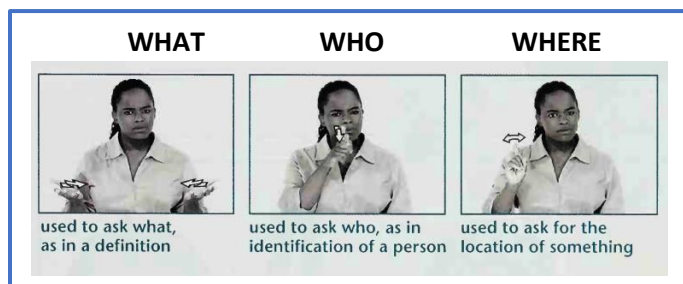 WHAT WHO WHERE
used to ask what,
as in a definition
used to ask who, as in
identification of a person
used to ask for the
location of something